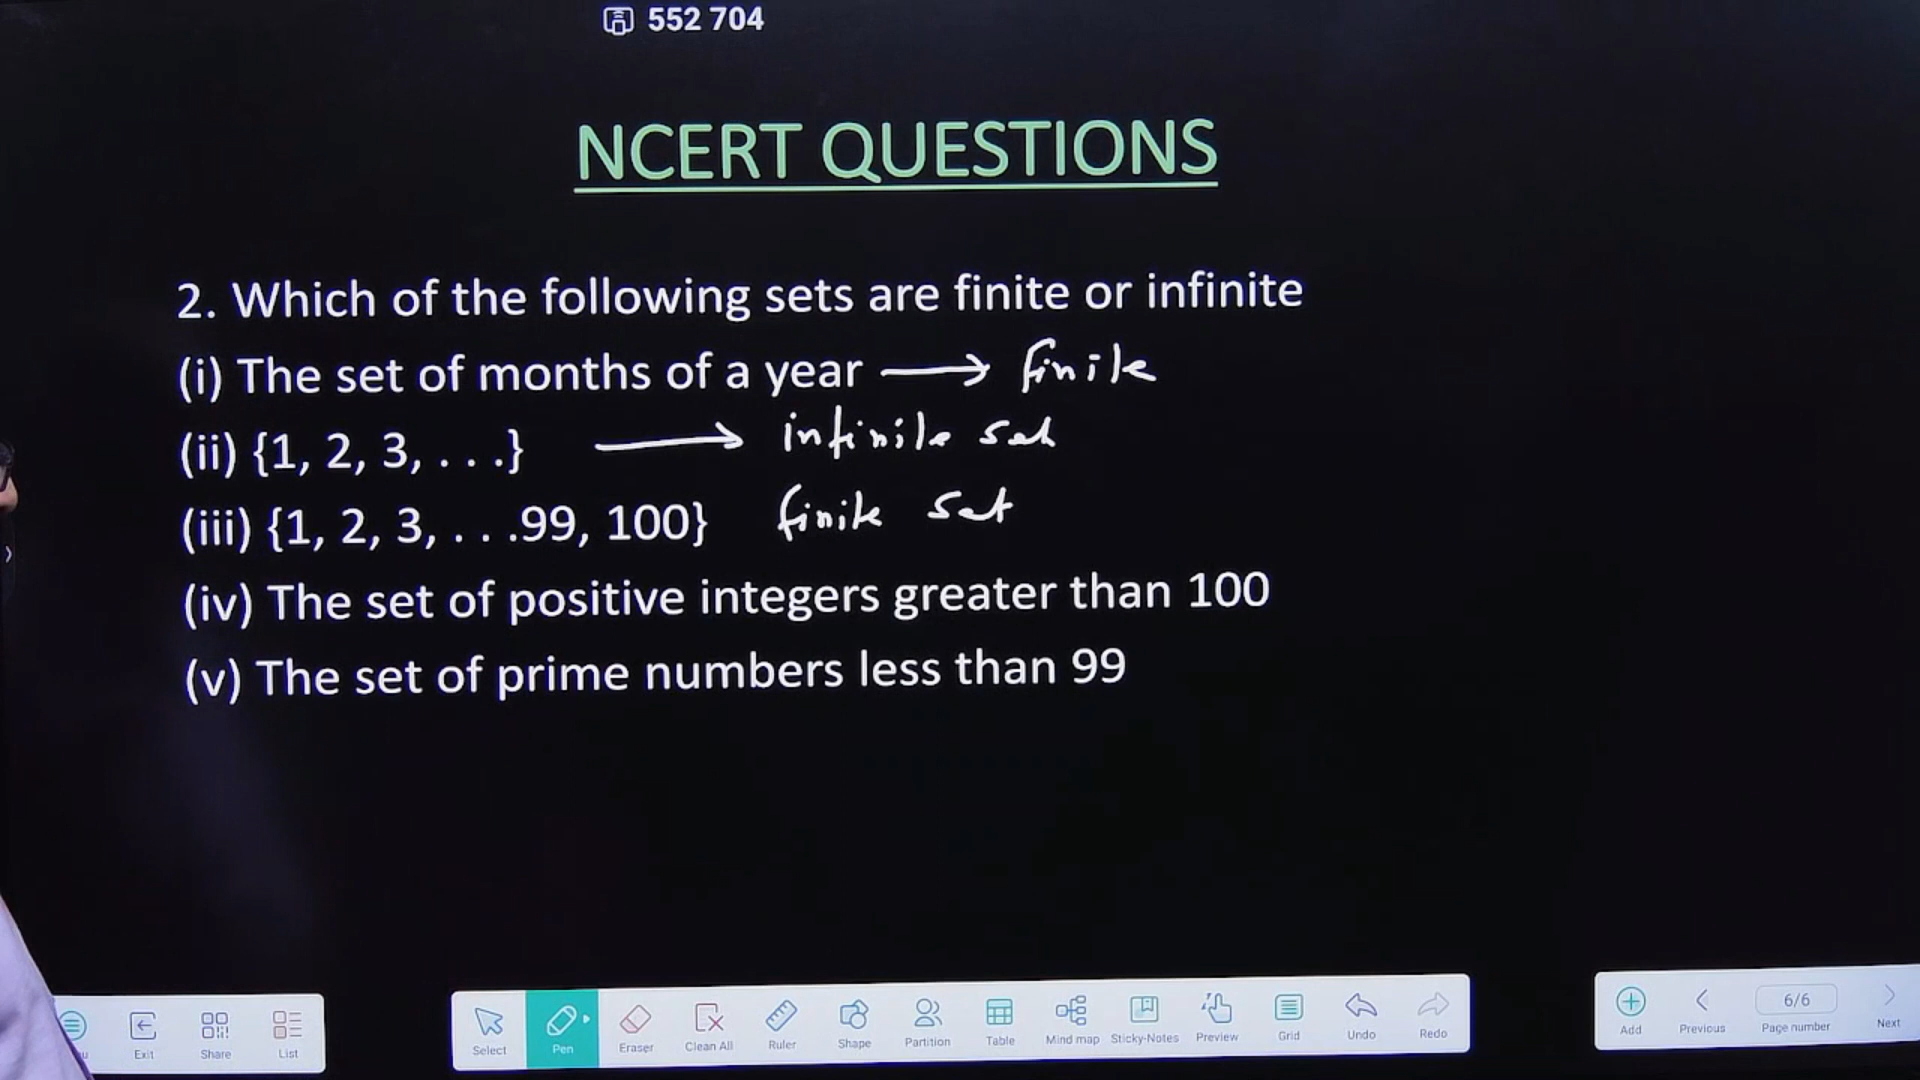 552 704
NCERT QUESTIONS
2. Which of the following sets are finite or infinite
(i) The set of months of a year → finite
(ii) {1, 2, 3, . . .} → infinite set
(iii) {1, 2, 3, . . .99, 100} finite set
(iv) The set of positive integers greater than 100
(v) The set of prime numbers less than 99
Exit Share List Select Pen Eraser Clean All Ruler Shape Partition Table Mind map Sticky-Notes Preview Grid Undo Redo Add Previous 6/6 Page number Next